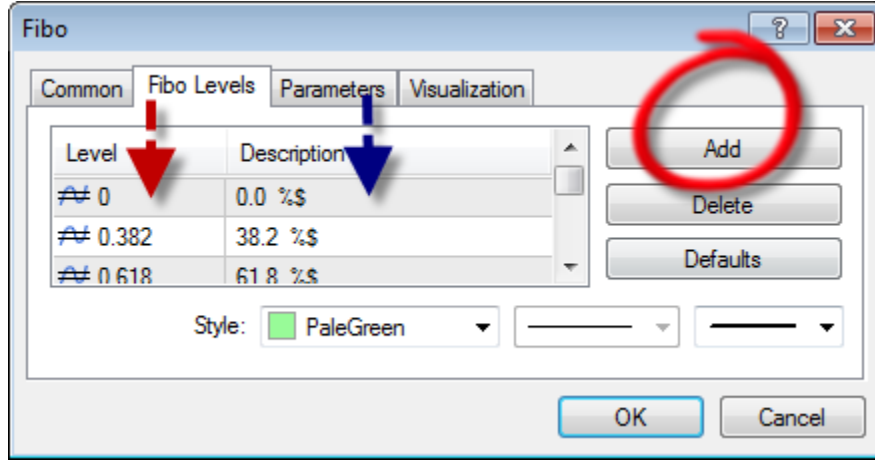 Fibo
Common Fibo Levels Parameters Visualization
Level Description
0 0.0 %$
0.382 38.2 %$
0.618 61.8 %$
Add
Delete
Defaults
Style: PaleGreen
OK Cancel